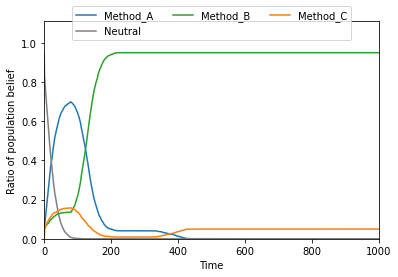 Method_A Method_B Method_C
Neutral
Ratio of population belief
1.0
0.8
0.6
0.4
0.2
0.0
0 200 400 600 800 1000
Time